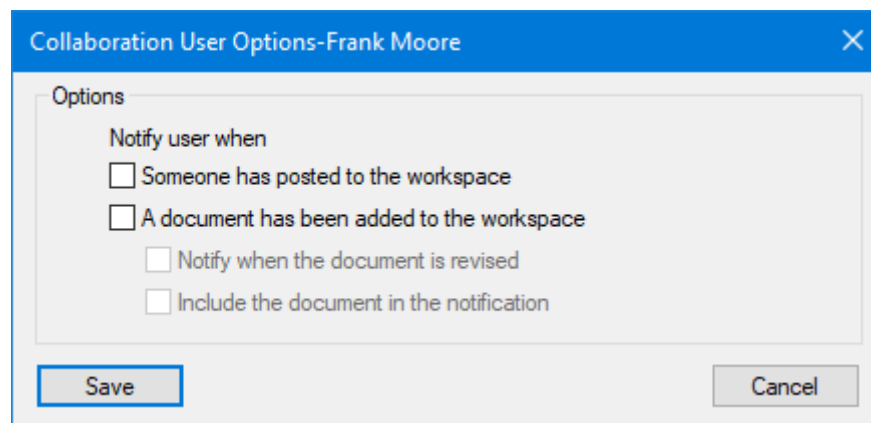 Collaboration User Options-Frank Moore
Options
Notify user when
Someone has posted to the workspace
A document has been added to the workspace
Notify when the document is revised
Include the document in the notification
Save
Cancel